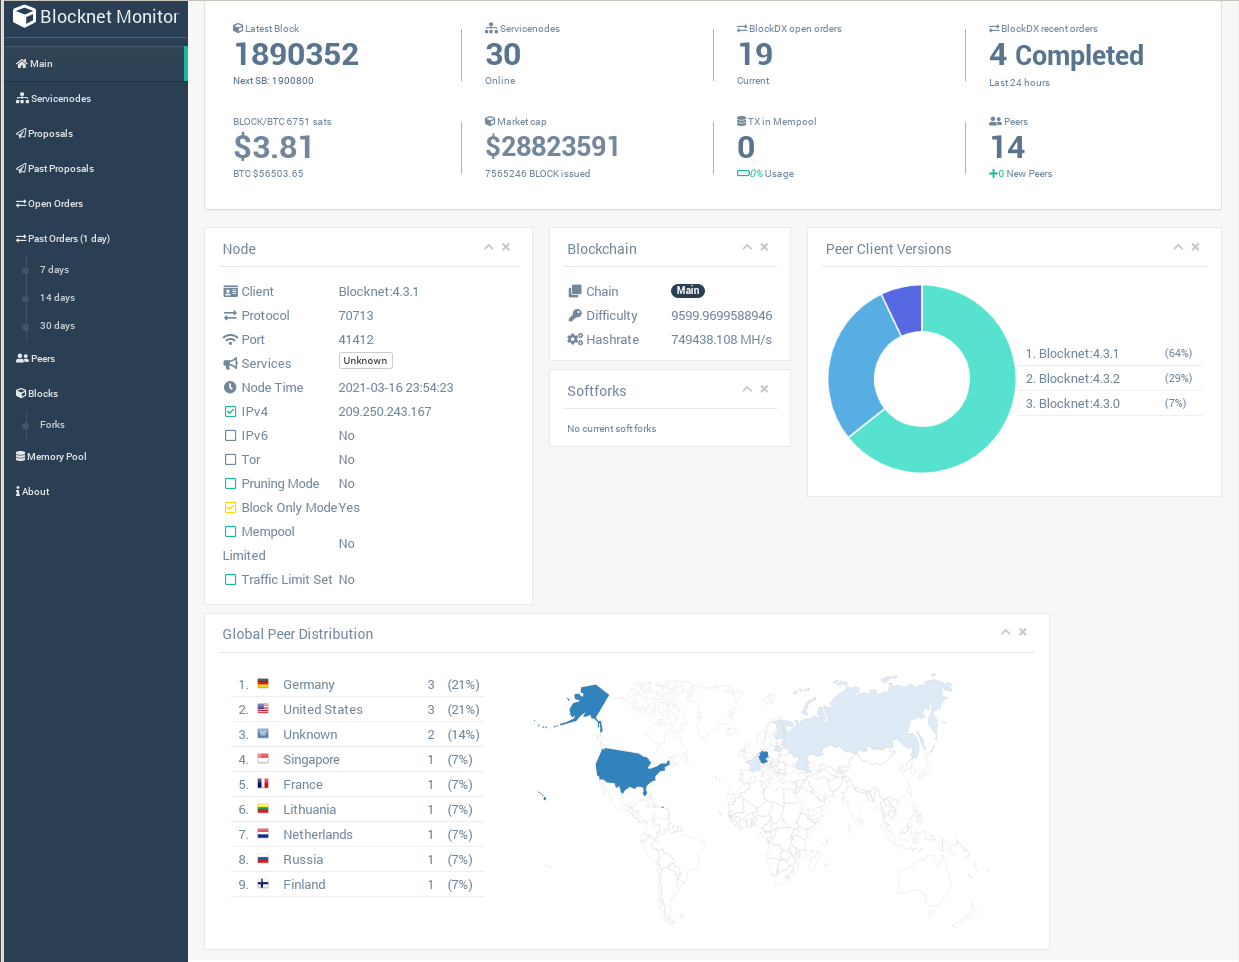 Blocknet Monitor
Main
Servicenodes
Proposals
Past Proposals
Open Orders
Past Orders (1 day)
7 days
14 days
30 days
Peers
Blocks
Forks
Memory Pool
About
Latest Block
1890352
Next SB: 1900800
Servicenodes
30
Online
BlockDX open orders
19
Current
BlockDX recent orders
4 Completed
Last 24 hours
BLOCK/BTC 6751 sats
$3.81
BTC $56503.65
Market cap
$28823591
7565246 BLOCK issued
TX in Mempool
0
0% Usage
Peers
14
0 New Peers
Node
Client Blocknet:4.3.1
Protocol 70713
Port 41412
Services Unknown
Node Time 2021-03-16 23:54:23
IPv4 209.250.243.167
IPv6 No
Tor No
Pruning Mode No
Block Only Mode Yes
Mempool
Limited No
Traffic Limit Set No
Blockchain
Chain Main
Difficulty 9599.9699588946
Hashrate 749438.108 MH/s
Softforks
No current soft forks
Peer Client Versions
1. Blocknet:4.3.1 (64%)
2. Blocknet:4.3.2 (29%)
3. Blocknet:4.3.0 (7%)
Global Peer Distribution
1. Germany 3 (21%)
2. United States 3 (21%)
3. Unknown 2 (14%)
4. Singapore 1 (7%)
5. France 1 (7%)
6. Lithuania 1 (7%)
7. Netherlands 1 (7%)
8. Russia 1 (7%)
9. Finland 1 (7%)